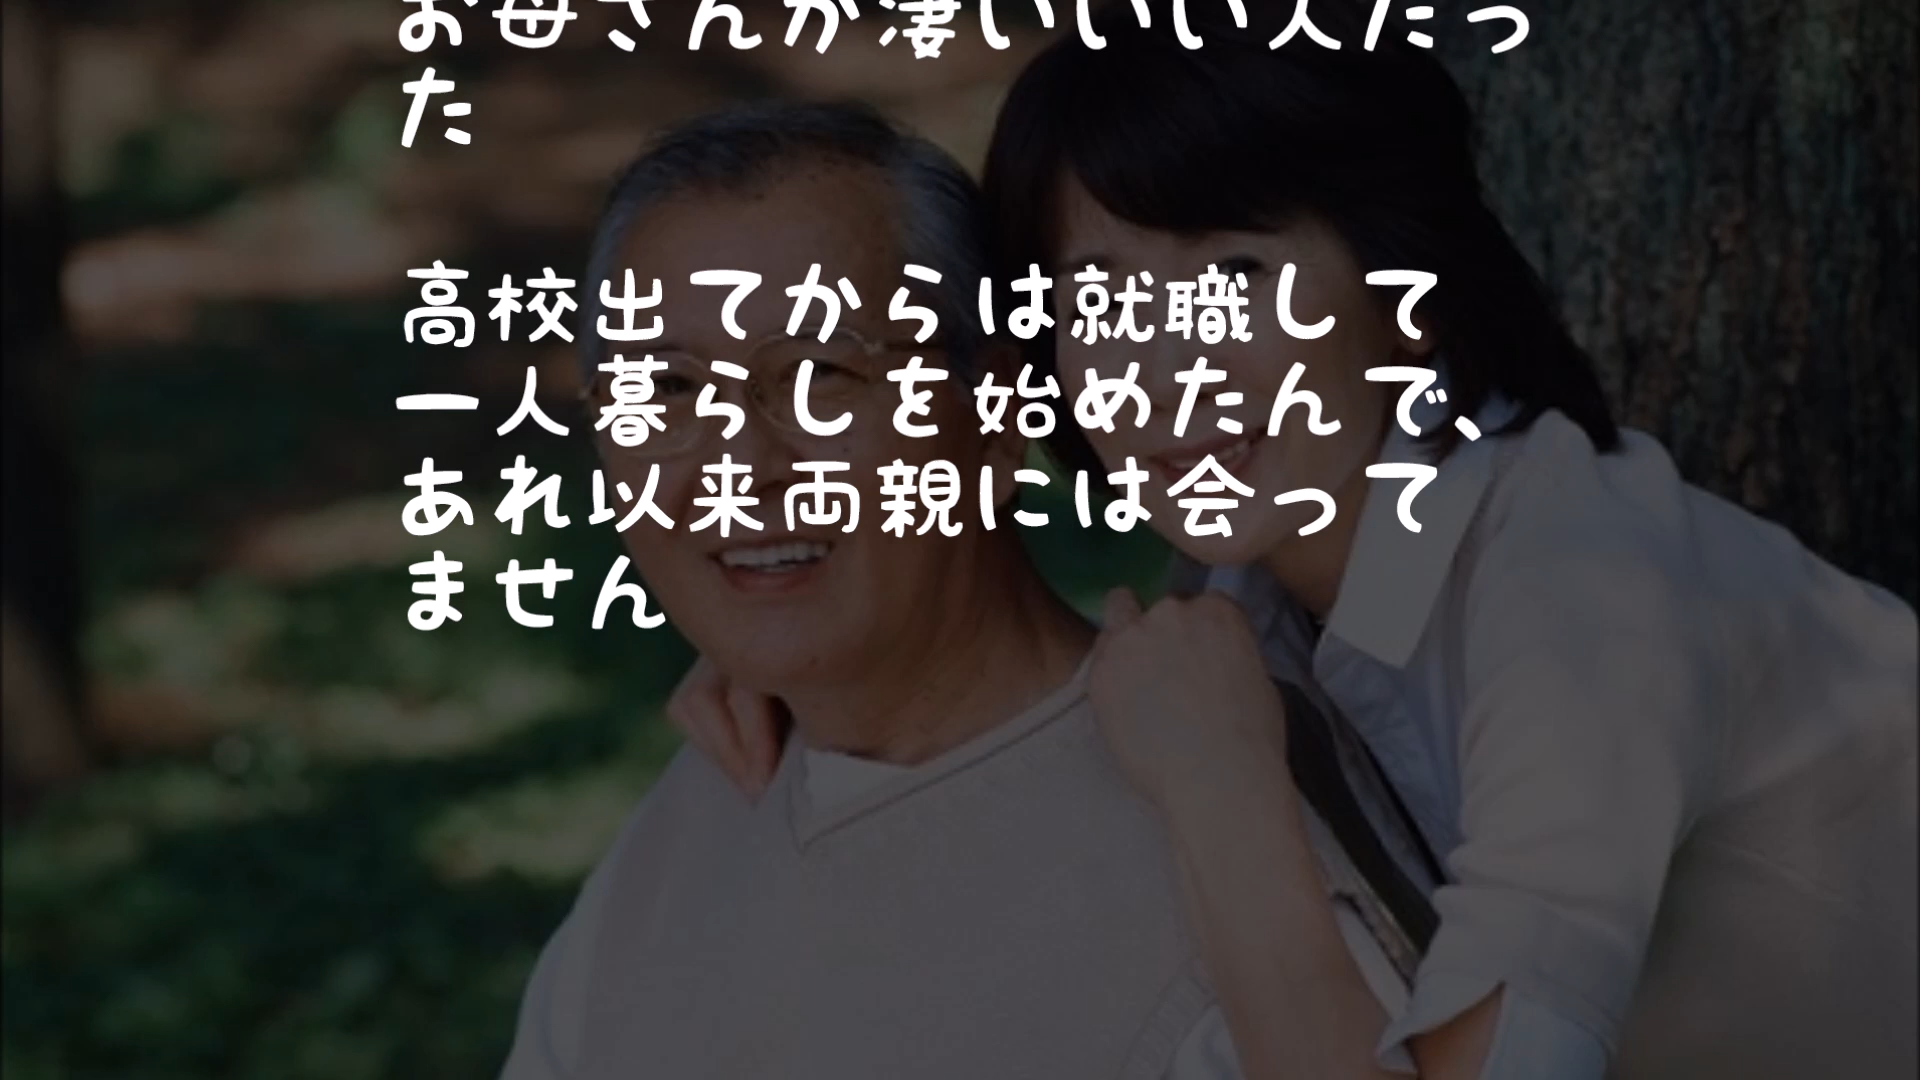 お母さんが凄いいい人だっ
た
高校出てからは就職して
一人暮らしを始めたんで、
あれ以来両親には会って
ません